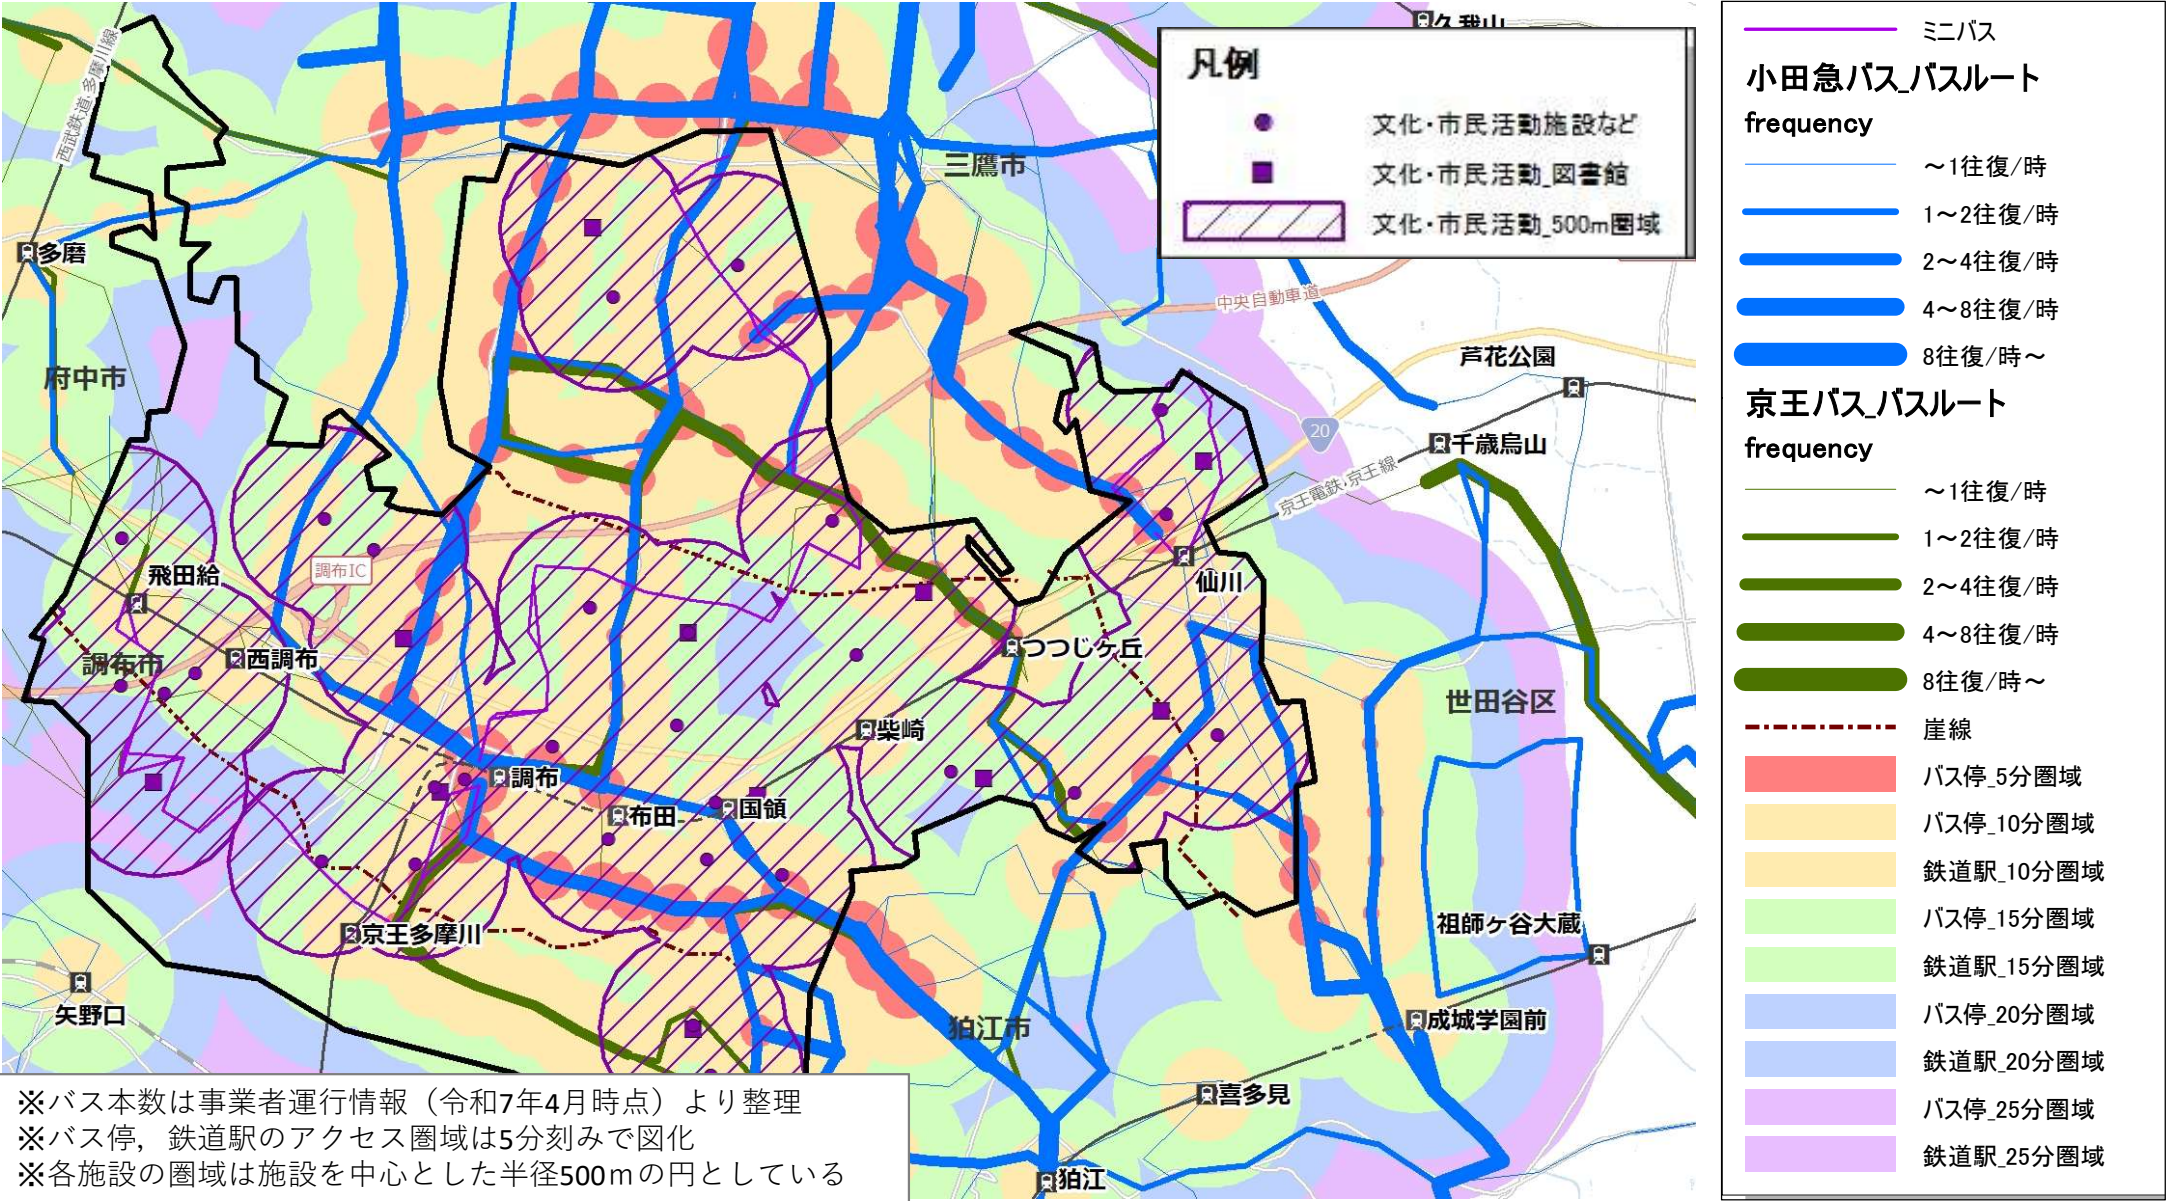 久我山
西武鉄道・多摩川線
三鷹市
多磨
府中市
中央自動車道
芦花公園
20
千歳烏山
京王電鉄・京王線
調布IC
飛田給
仙川
調布市
西調布
つつじヶ丘
世田谷区
柴崎
調布
布田
国領
京王多摩川
祖師ヶ谷大蔵
矢野口
狛江市
成城学園前
喜多見
狛江
凡例
文化・市民活動施設など
文化・市民活動_図書館
文化・市民活動_500m圏域
※バス本数は事業者運行情報（令和7年4月時点）より整理
※バス停，鉄道駅のアクセス圏域は5分刻みで図化
※各施設の圏域は施設を中心とした半径500ｍの円としている
ミニバス
小田急バス_バスルート
frequency
～1往復/時
1～2往復/時
2～4往復/時
4～8往復/時
8往復/時～
京王バス_バスルート
frequency
～1往復/時
1～2往復/時
2～4往復/時
4～8往復/時
8往復/時～
崖線
バス停_5分圏域
バス停_10分圏域
鉄道駅_10分圏域
バス停_15分圏域
鉄道駅_15分圏域
バス停_20分圏域
鉄道駅_20分圏域
バス停_25分圏域
鉄道駅_25分圏域